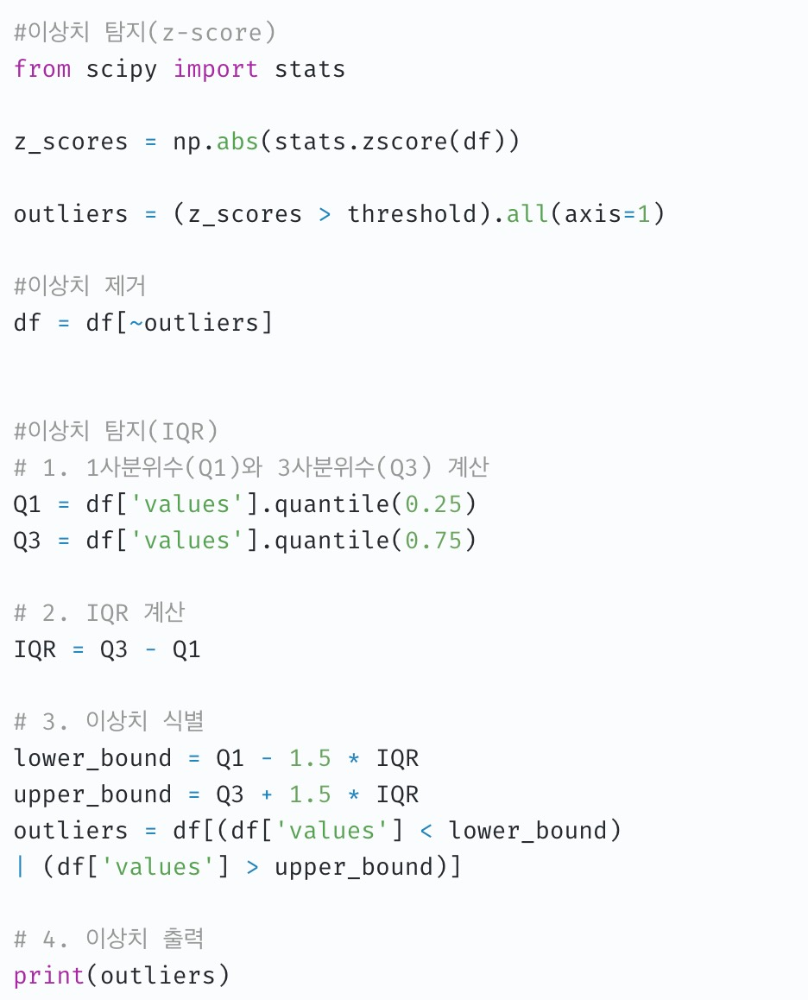 #이상치 탐지(z-score)
from scipy import stats
z_scores = np.abs(stats.zscore(df))
outliers = (z_scores > threshold).all(axis=1)
#이상치 제거
df = df[~outliers]
#이상치 탐지(IQR)
# 1. 1사분위수(Q1)와 3사분위수(Q3) 계산
Q1 = df['values'].quantile(0.25)
Q3 = df['values'].quantile(0.75)
# 2. IQR 계산
IQR = Q3 - Q1
# 3. 이상치 식별
lower_bound = Q1 - 1.5 * IQR
upper_bound = Q3 + 1.5 * IQR
outliers = df[(df['values'] < lower_bound)
| (df['values'] > upper_bound)]
# 4. 이상치 출력
print(outliers)